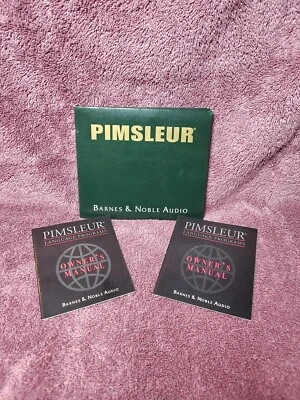 PIMSLEUR®
BARNES & NOBLE AUDIO
PIMSLEUR®
LANGUAGE PROGRAMS
OWNER'S
MANUAL
BARNES & NOBLE AUDIO
PIMSLEUR®
LANGUAGE PROGRAMS
OWNER'S
MANUAL
BARNES & NOBLE AUDIO